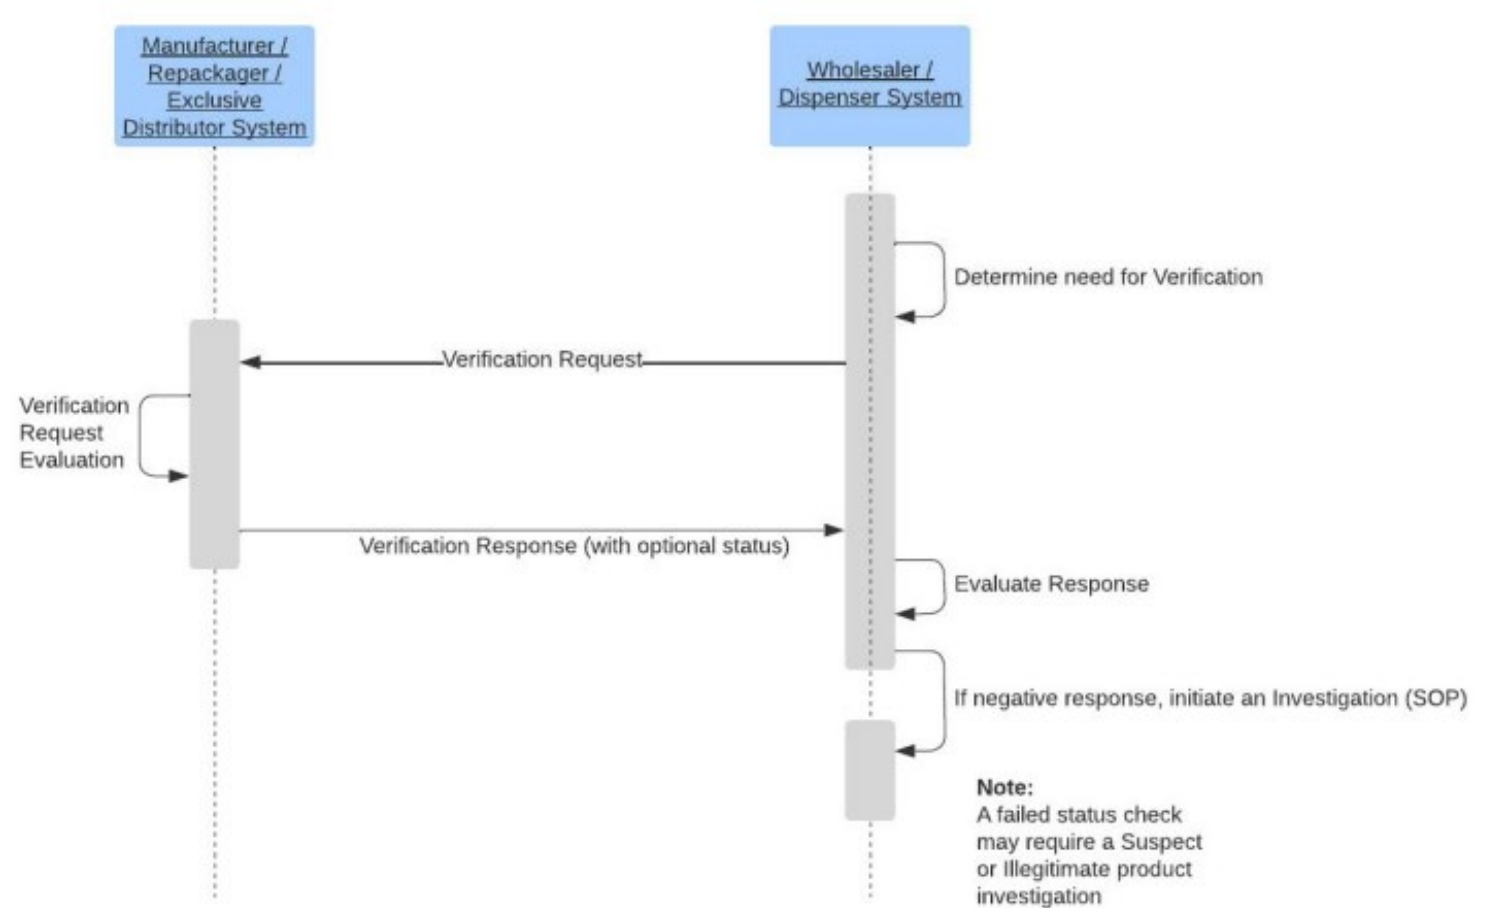 Manufacturer /
Repackager /
Exclusive
Distributor System
Wholesaler /
Dispenser System
Determine need for Verification
Verification Request
Verification
Request
Evaluation
Verification Response (with optional status)
Evaluate Response
If negative response, initiate an Investigation (SOP)
Note:
A failed status check
may require a Suspect
or Illegitimate product
investigation